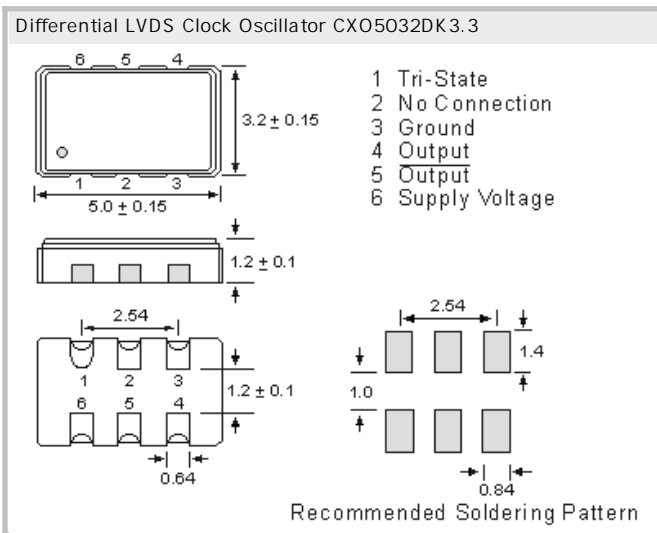 Differential LVDS Clock Oscillator CXO5032DK3.3
6 5 4
1 Tri-State
2 No Connection
3 Ground
4 Output
5 O̅u̅t̅p̅u̅t̅
6 Supply Voltage
3.2 ± 0.15
1 2 3
5.0 ± 0.15
1.2 ± 0.1
2.54
1 2 3
6 5 4
1.2 ± 0.1
0.64
2.54
1.4
1.0
0.84
Recommended Soldering Pattern